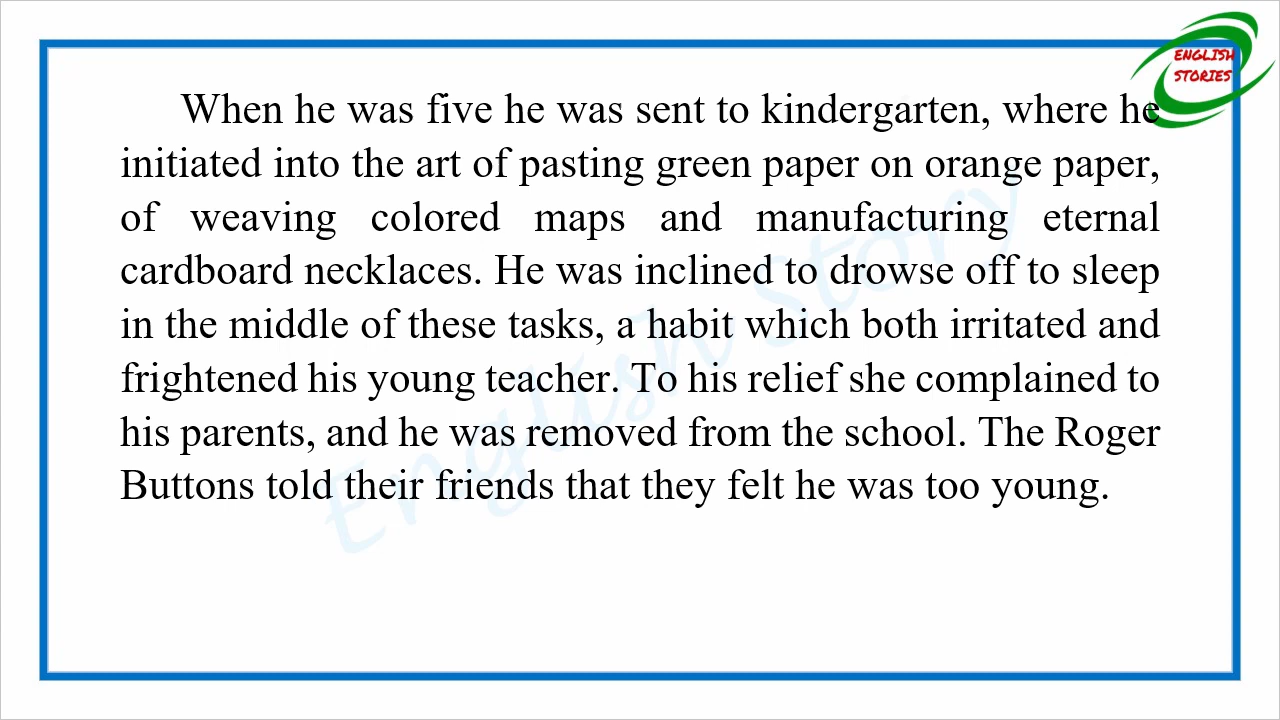 ENGLISH
STORIES
When he was five he was sent to kindergarten, where he
initiated into the art of pasting green paper on orange paper,
of weaving colored maps and manufacturing eternal
cardboard necklaces. He was inclined to drowse off to sleep
in the middle of these tasks, a habit which both irritated and
frightened his young teacher. To his relief she complained to
his parents, and he was removed from the school. The Roger
Buttons told their friends that they felt he was too young.
English Story